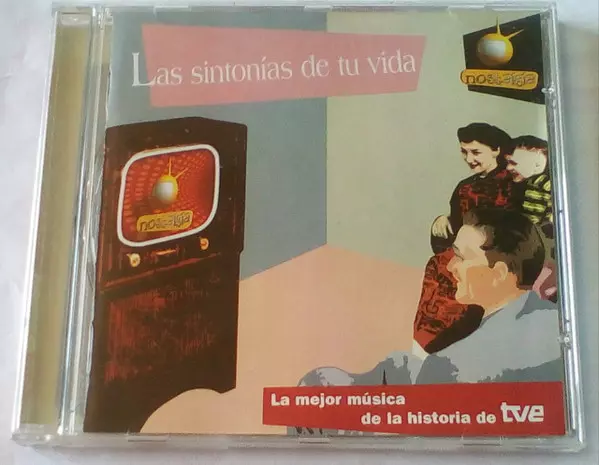 Las sintonías de tu vida
nostalgia
nostalgia
La mejor música
de la historia de tve